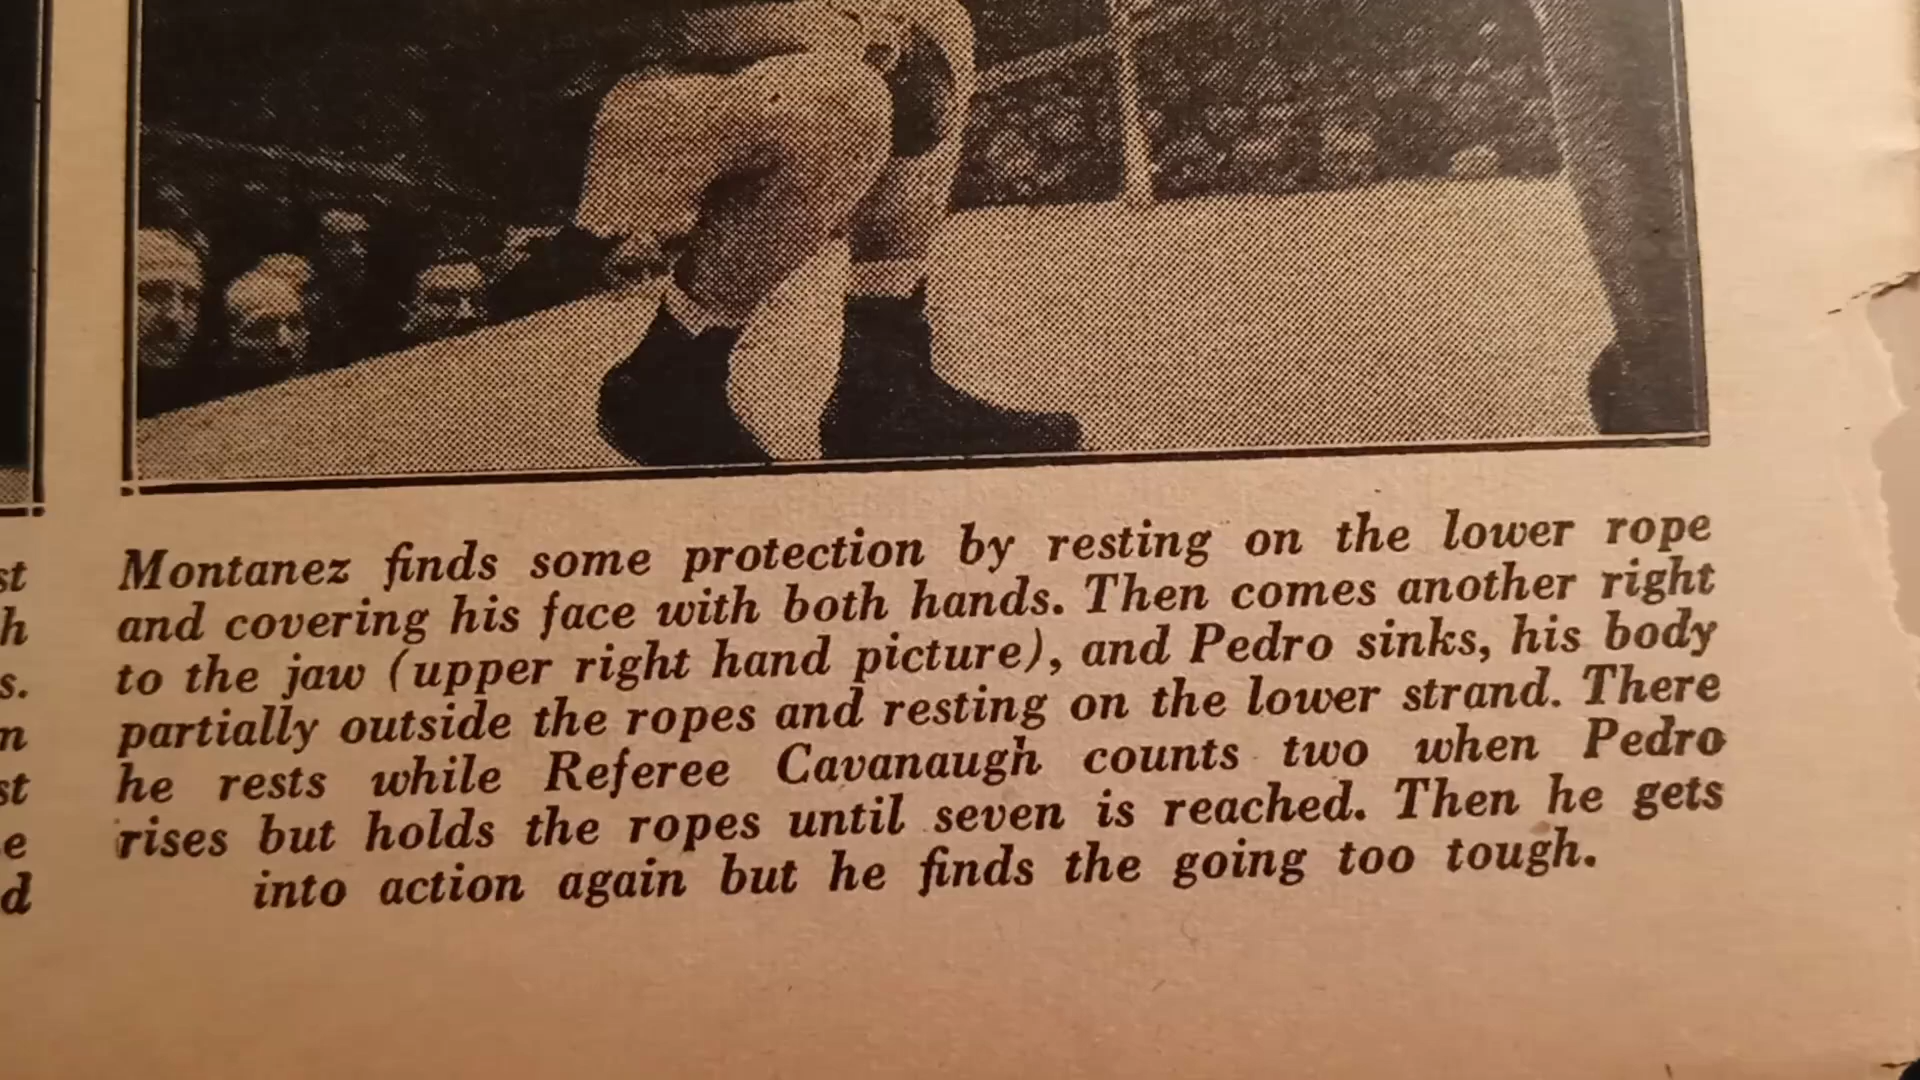 st
h
s.
n
st
e
d
Montanez finds some protection by resting on the lower rope
and covering his face with both hands. Then comes another right
to the jaw (upper right hand picture), and Pedro sinks, his body
partially outside the ropes and resting on the lower strand. There
he rests while Referee Cavanaugh counts two when Pedro
rises but holds the ropes until seven is reached. Then he gets
into action again but he finds the going too tough.